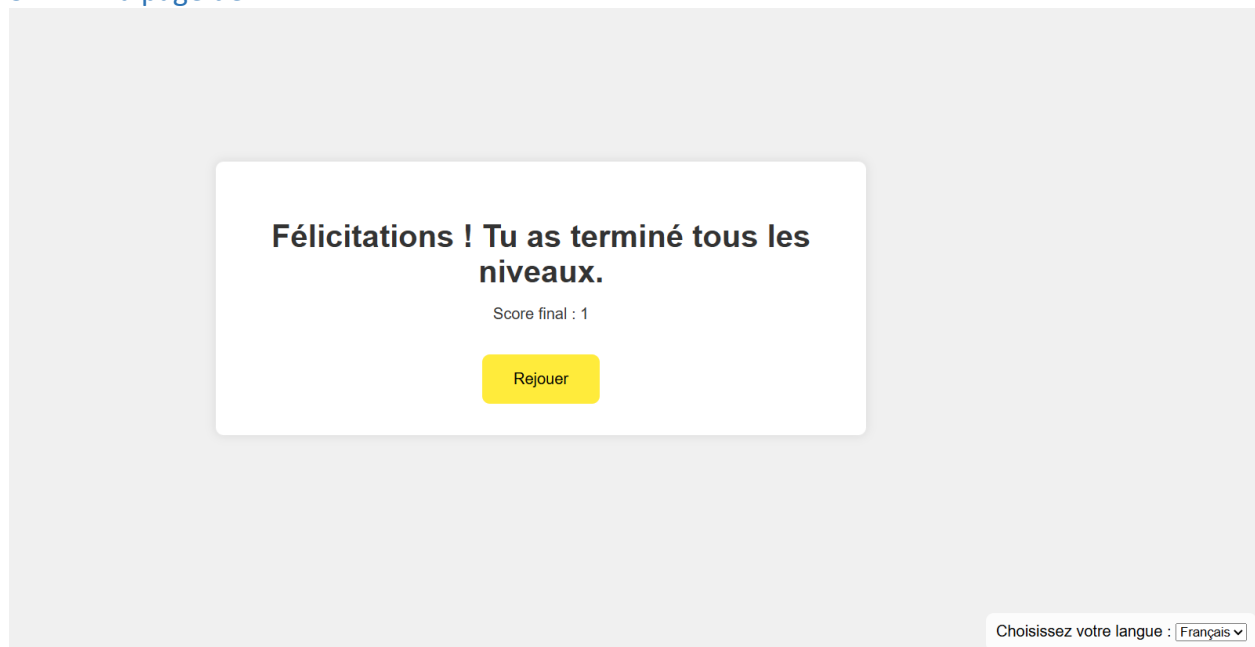 Félicitations ! Tu as terminé tous les
niveaux.
Score final : 1
Rejouer
Choisissez votre langue : Français